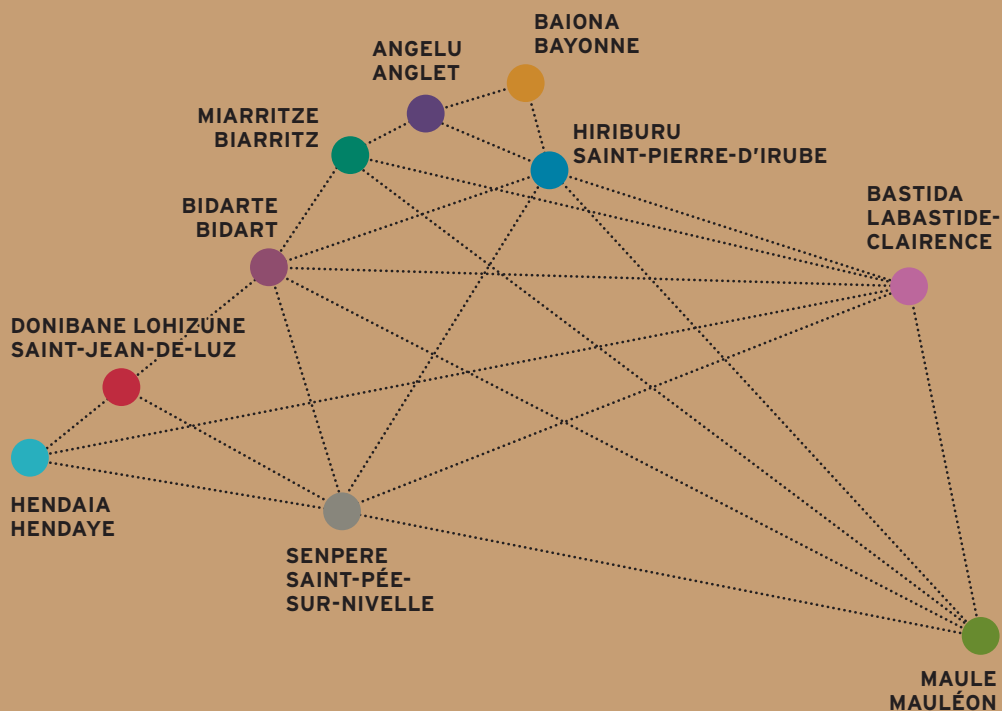 BAIONA
BAYONNE
ANGELU
ANGLET
MIARRITZE
BIARRITZ
HIRIBURU
SAINT-PIERRE-D'IRUBE
BASTIDA
LABASTIDE-
CLAIRENCE
BIDARTE
BIDART
DONIBANE LOHIZUNE
SAINT-JEAN-DE-LUZ
HENDAIA
HENDAYE
SENPERE
SAINT-PÉE-
SUR-NIVELLE
MAULE
MAULÉON